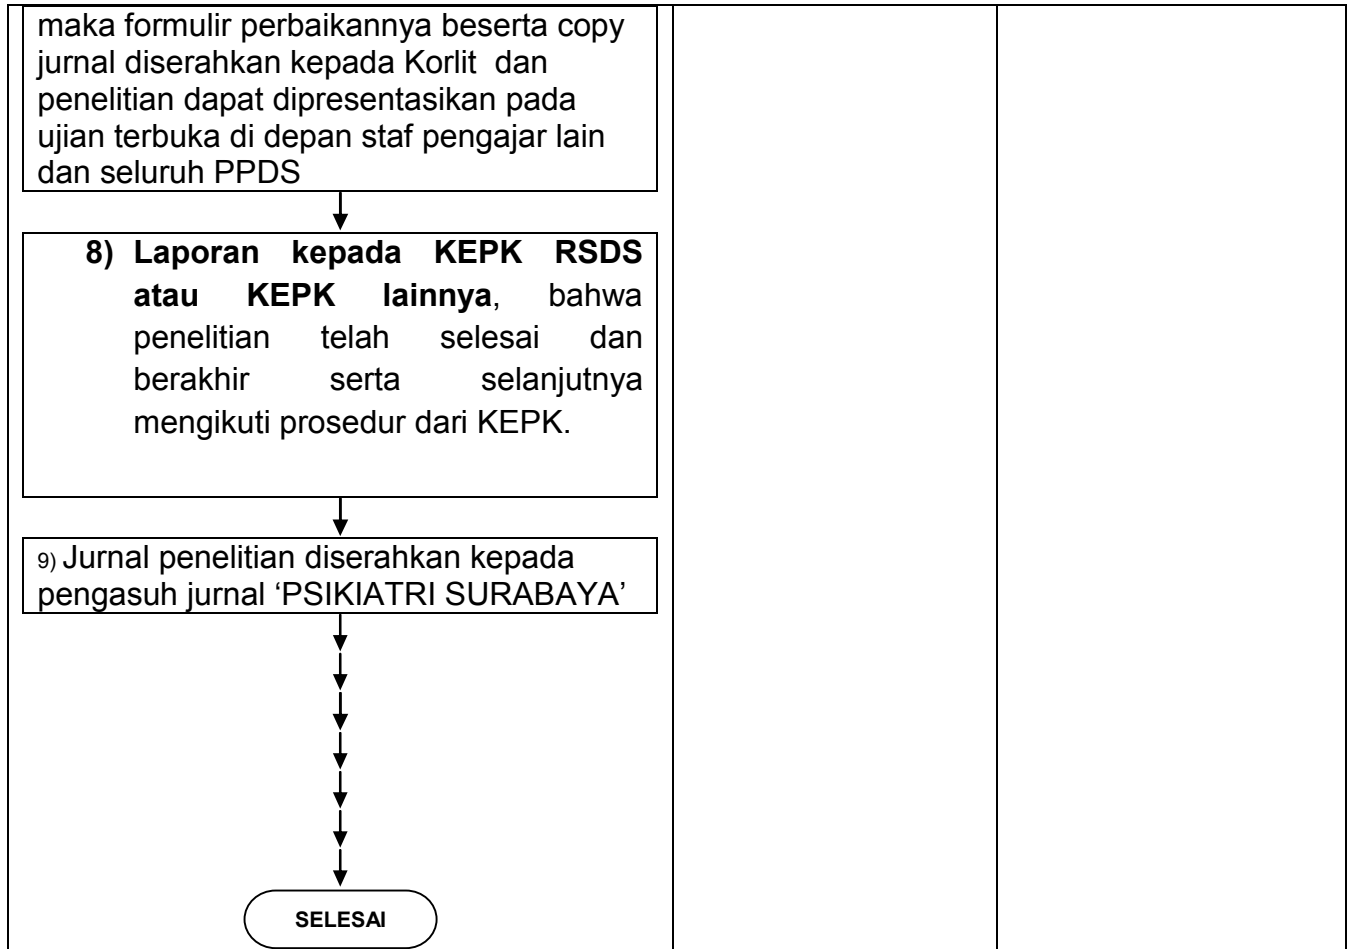 maka formulir perbaikannya beserta copy
jurnal diserahkan kepada Korlit dan
penelitian dapat dipresentasikan pada
ujian terbuka di depan staf pengajar lain
dan seluruh PPDS
8) Laporan kepada KEPK RSDS
atau KEPK lainnya, bahwa
penelitian telah selesai dan
berakhir serta selanjutnya
mengikuti prosedur dari KEPK.
9) Jurnal penelitian diserahkan kepada
pengasuh jurnal ‘PSIKIATRI SURABAYA’
SELESAI